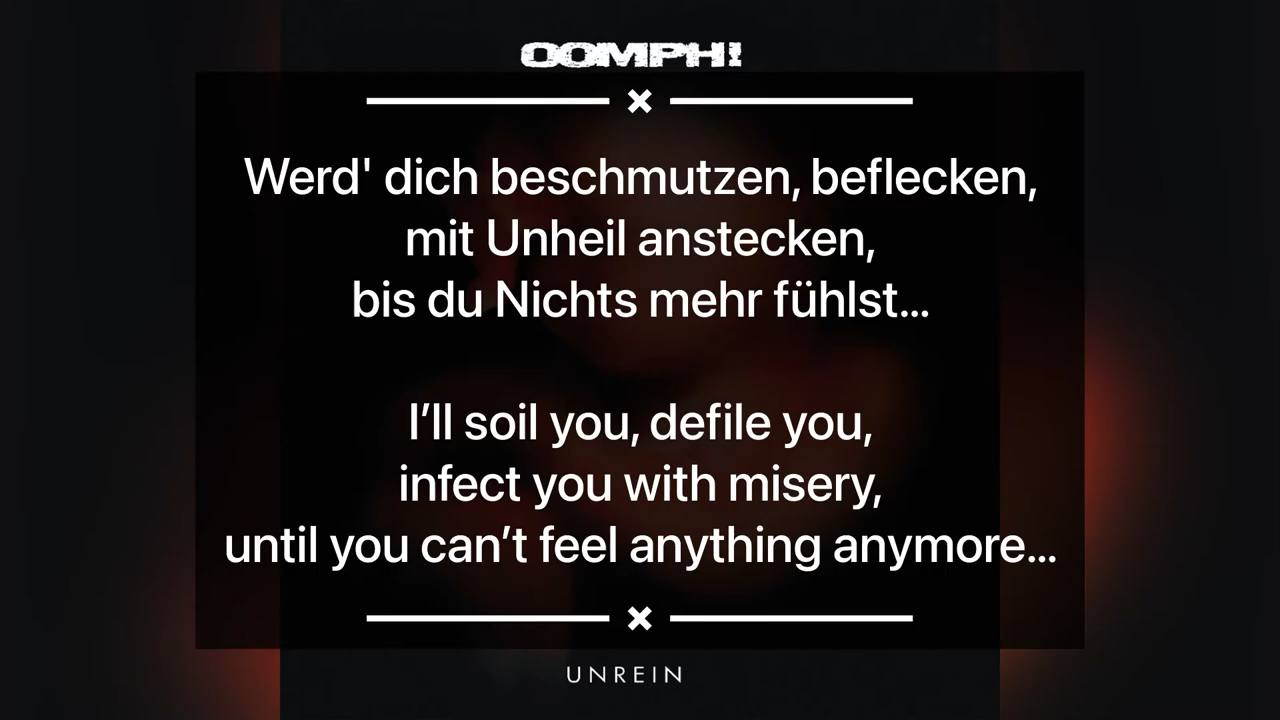 OOMPH!
Werd' dich beschmutzen, beflecken,
mit Unheil anstecken,
bis du Nichts mehr fühlst...
I’ll soil you, defile you,
infect you with misery,
until you can’t feel anything anymore...
UNREIN